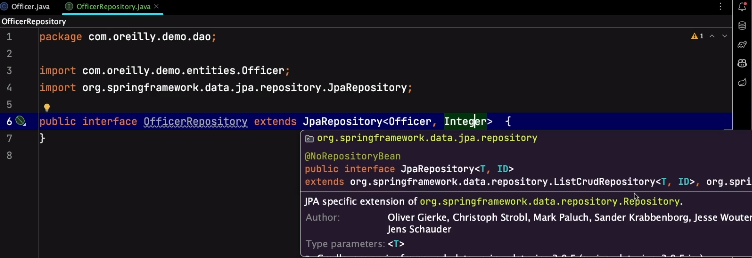 Officer.java OfficerRepository.java
OfficerRepository
1 package com.oreilly.demo.dao; 1
2
3 import com.oreilly.demo.entities.Officer;
4 import org.springframework.data.jpa.repository.JpaRepository;
5
6 public interface OfficerRepository extends JpaRepository<Officer, Integer> {
7 }
8
org.springframework.data.jpa.repository
@NoRepositoryBean
public interface JpaRepository<T, ID>
extends org.springframework.data.repository.ListCrudRepository<T, ID>, org.spri
JPA specific extension of org.springframework.data.repository.Repository.
Author: Oliver Gierke, Christoph Strobl, Mark Paluch, Sander Krabbenborg, Jesse Wouter
Jens Schauder
Type parameters: <T>